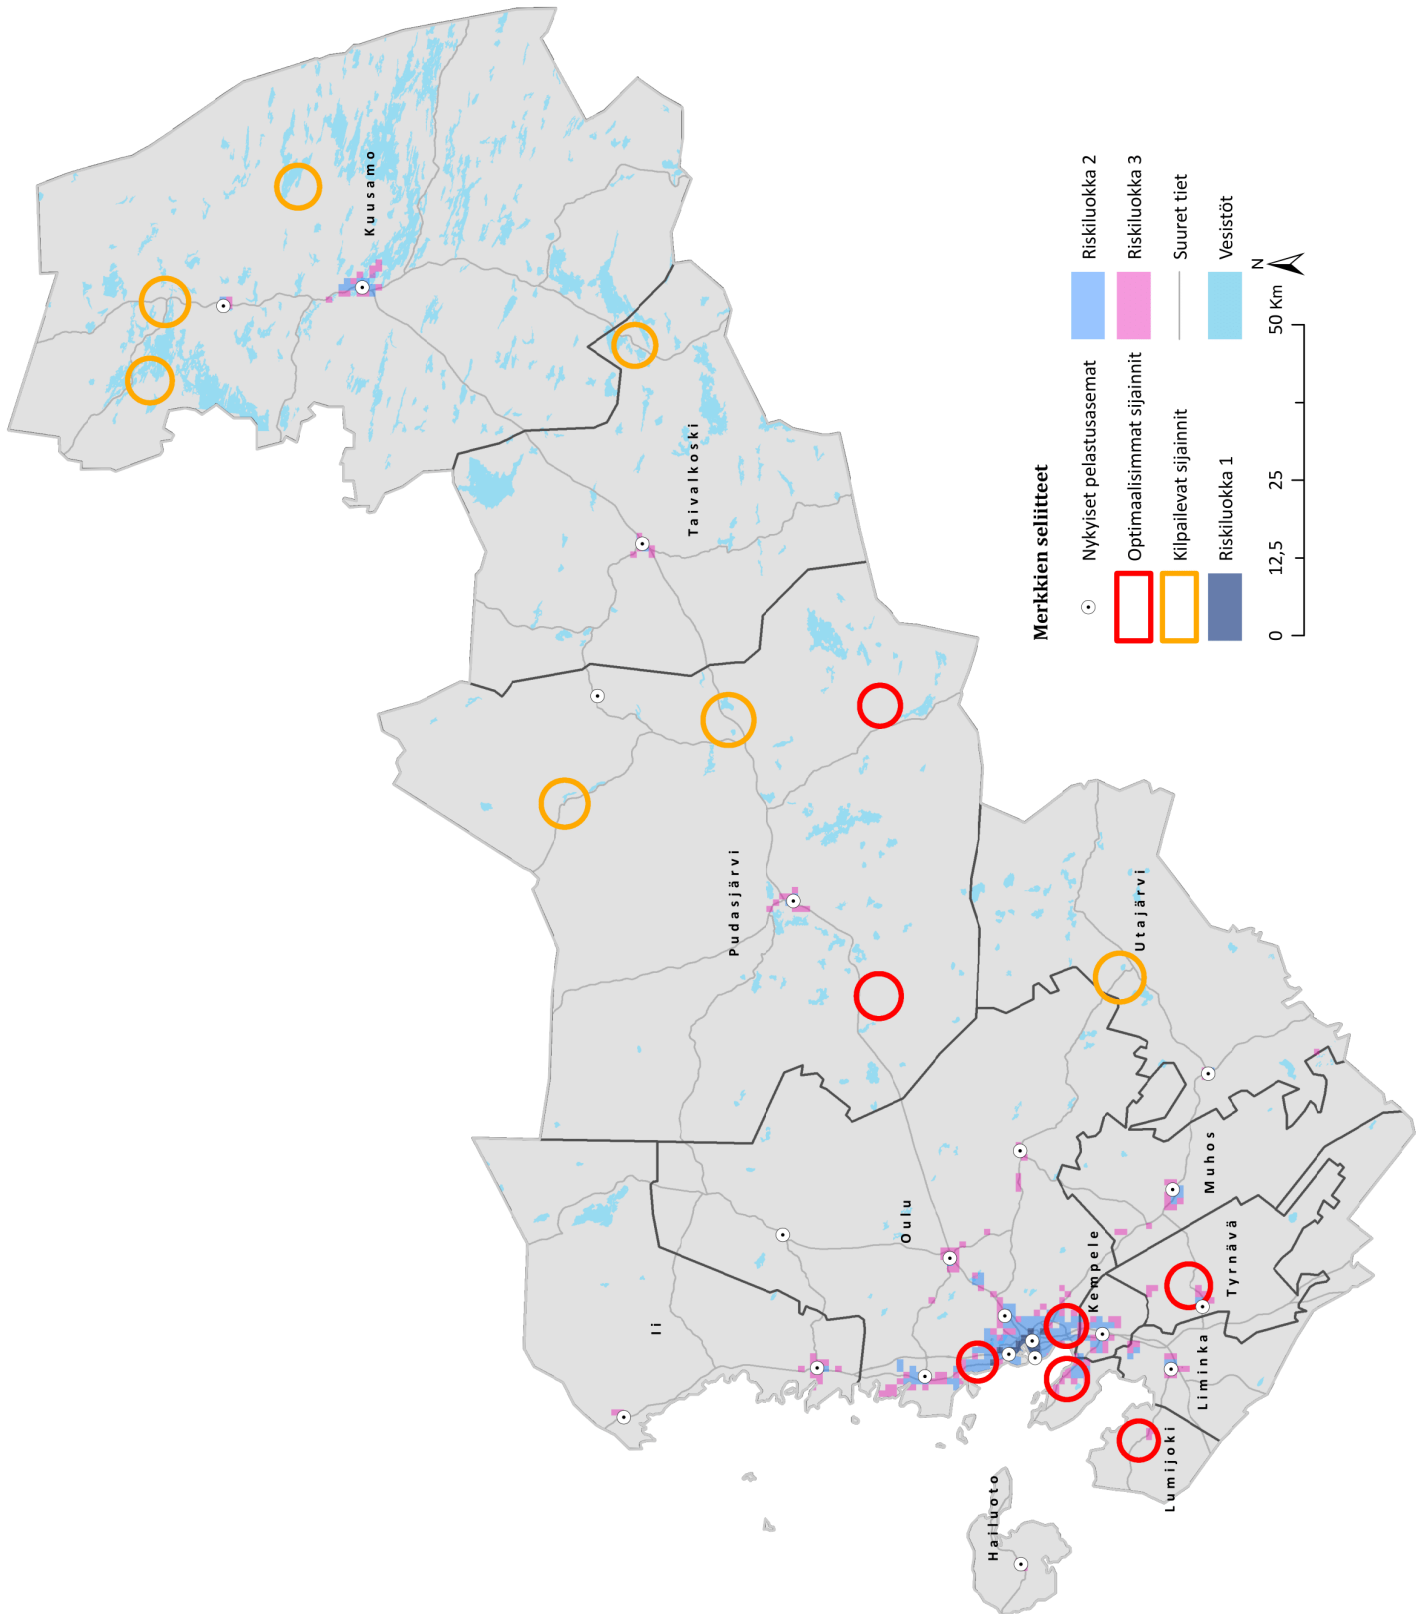 Kuusamo
Taivalkoski
Pudasjärvi
Utajärvi
Ii
Oulu
Kempele
Muhos
Tyrnävä
Liminka
Lumijoki
Hailuoto
Merkkien seliitteet
Nykyiset pelastusasemat
Optimaalisimmat sijainnit
Kilpailevat sijainnit
Riskiluokka 1
Riskiluokka 2
Riskiluokka 3
Suuret tiet
Vesistöt
0 12,5 25 50 Km
N